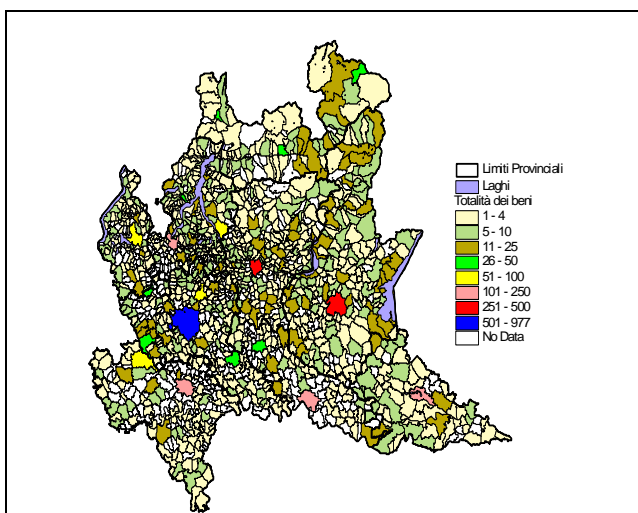 Limiti Provinciali
Laghi
Totalità dei beni
1 - 4
5 - 10
11 - 25
26 - 50
51 - 100
101 - 250
251 - 500
501 - 977
No Data